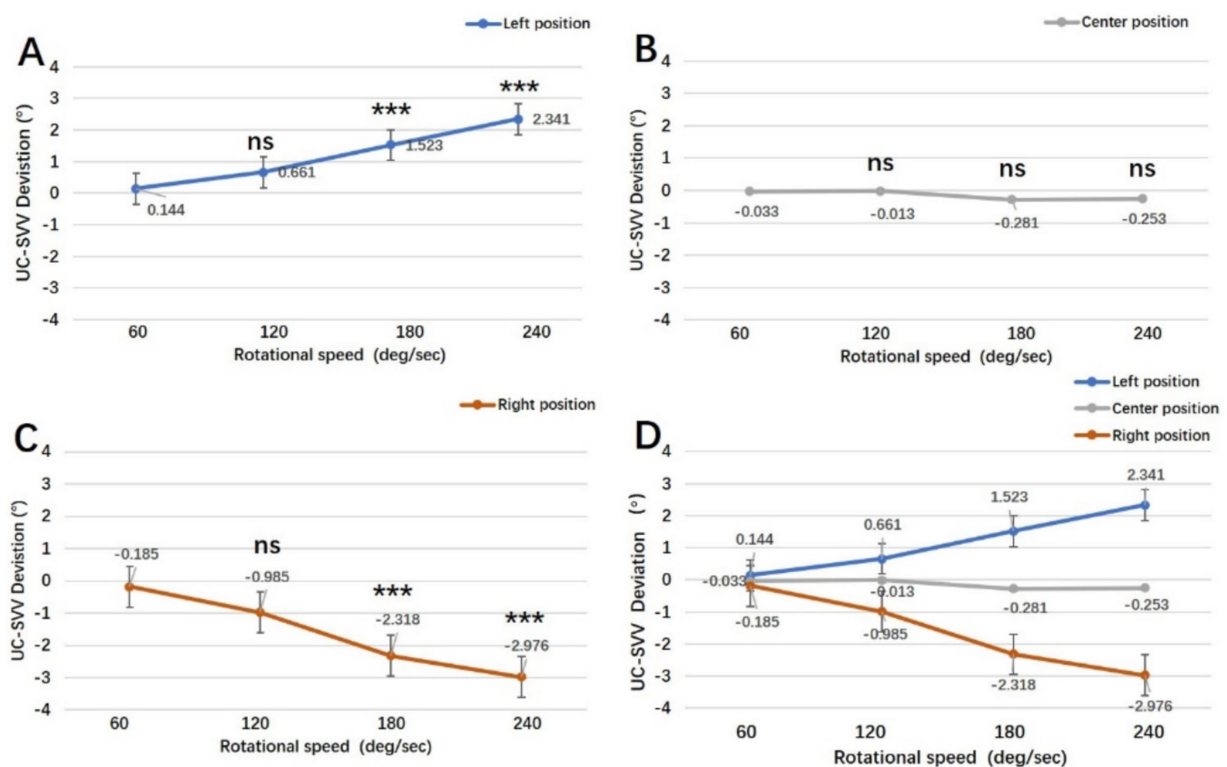 Left position
A
4
3
2
1
0
-1
-2
-3
-4
UC-SVV Devistion (°)
ns
***
***
0.144
0.661
1.523
2.341
60 120 180 240
Rotational speed (deg/sec)
Center position
B
4
3
2
1
0
-1
-2
-3
-4
UC-SVV Devistion (°)
ns
ns
ns
-0.033
-0.013
-0.281
-0.253
60 120 180 240
Rotational speed (deg/sec)
Right position
C
4
3
2
1
0
-1
-2
-3
-4
UC-SVV Devistion (°)
ns
***
***
-0.185
-0.985
-2.318
-2.976
60 120 180 240
Rotational speed (deg/sec)
Left position
Center position
Right position
D
4
3
2
1
0
-1
-2
-3
-4
UC-SVV Deviation (°)
0.144
0.661
1.523
2.341
-0.033
-0.013
-0.281
-0.253
-0.185
-0.985
-2.318
-2.976
60 120 180 240
Rotational speed (deg/sec)